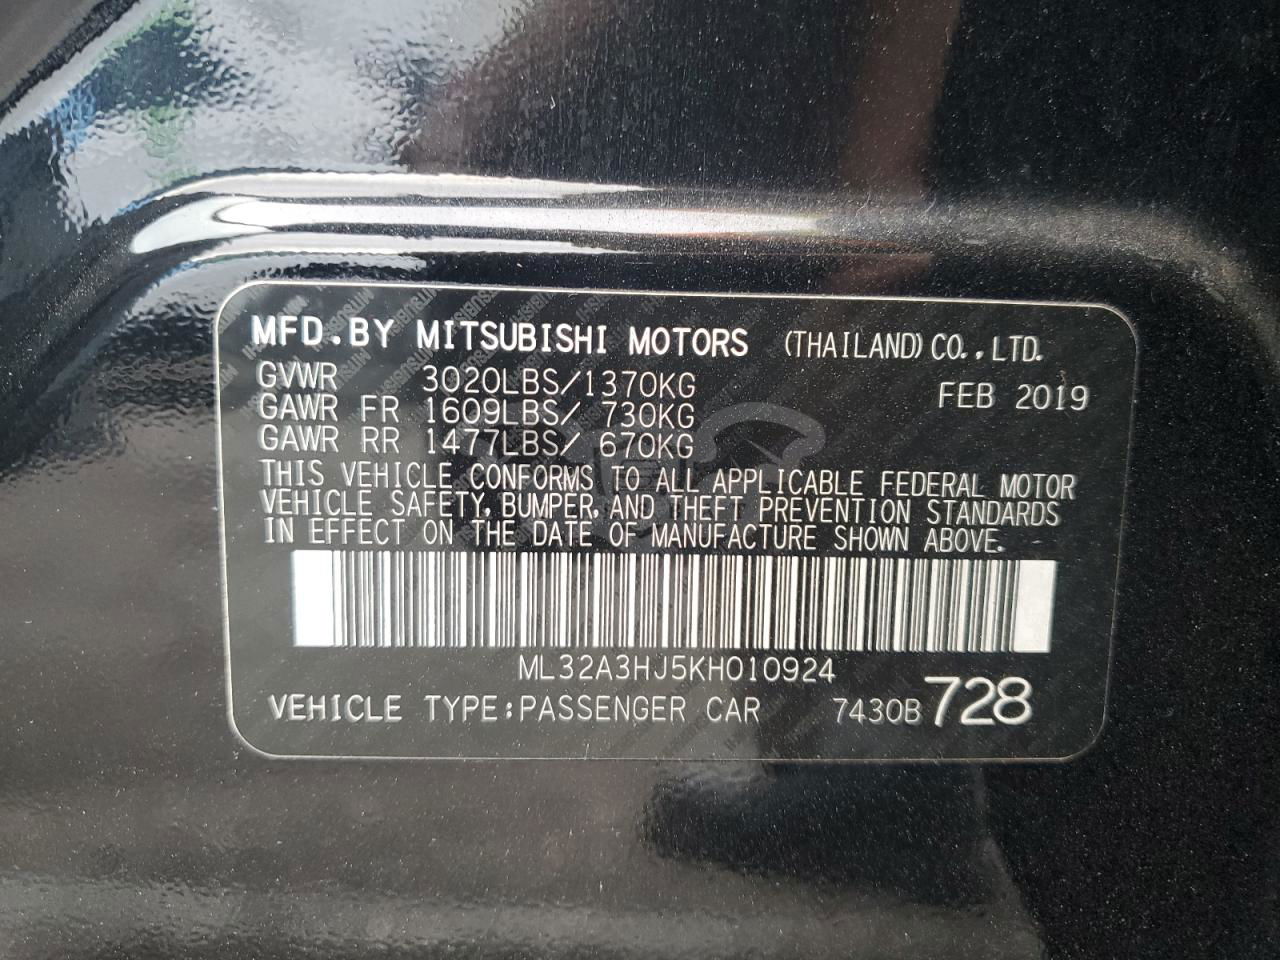 MFD.BY MITSUBISHI MOTORS (THAILAND) CO.,LTD.
GVWR 3020LBS/1370KG FEB 2019
GAWR FR 1609LBS/ 730KG
GAWR RR 1477LBS/ 670KG
THIS VEHICLE CONFORMS TO ALL APPLICABLE FEDERAL MOTOR
VEHICLE SAFETY, BUMPER, AND THEFT PREVENTION STANDARDS
IN EFFECT ON THE DATE OF MANUFACTURE SHOWN ABOVE.
ML32A3HJ5KH010924
VEHICLE TYPE:PASSENGER CAR 7430B 728